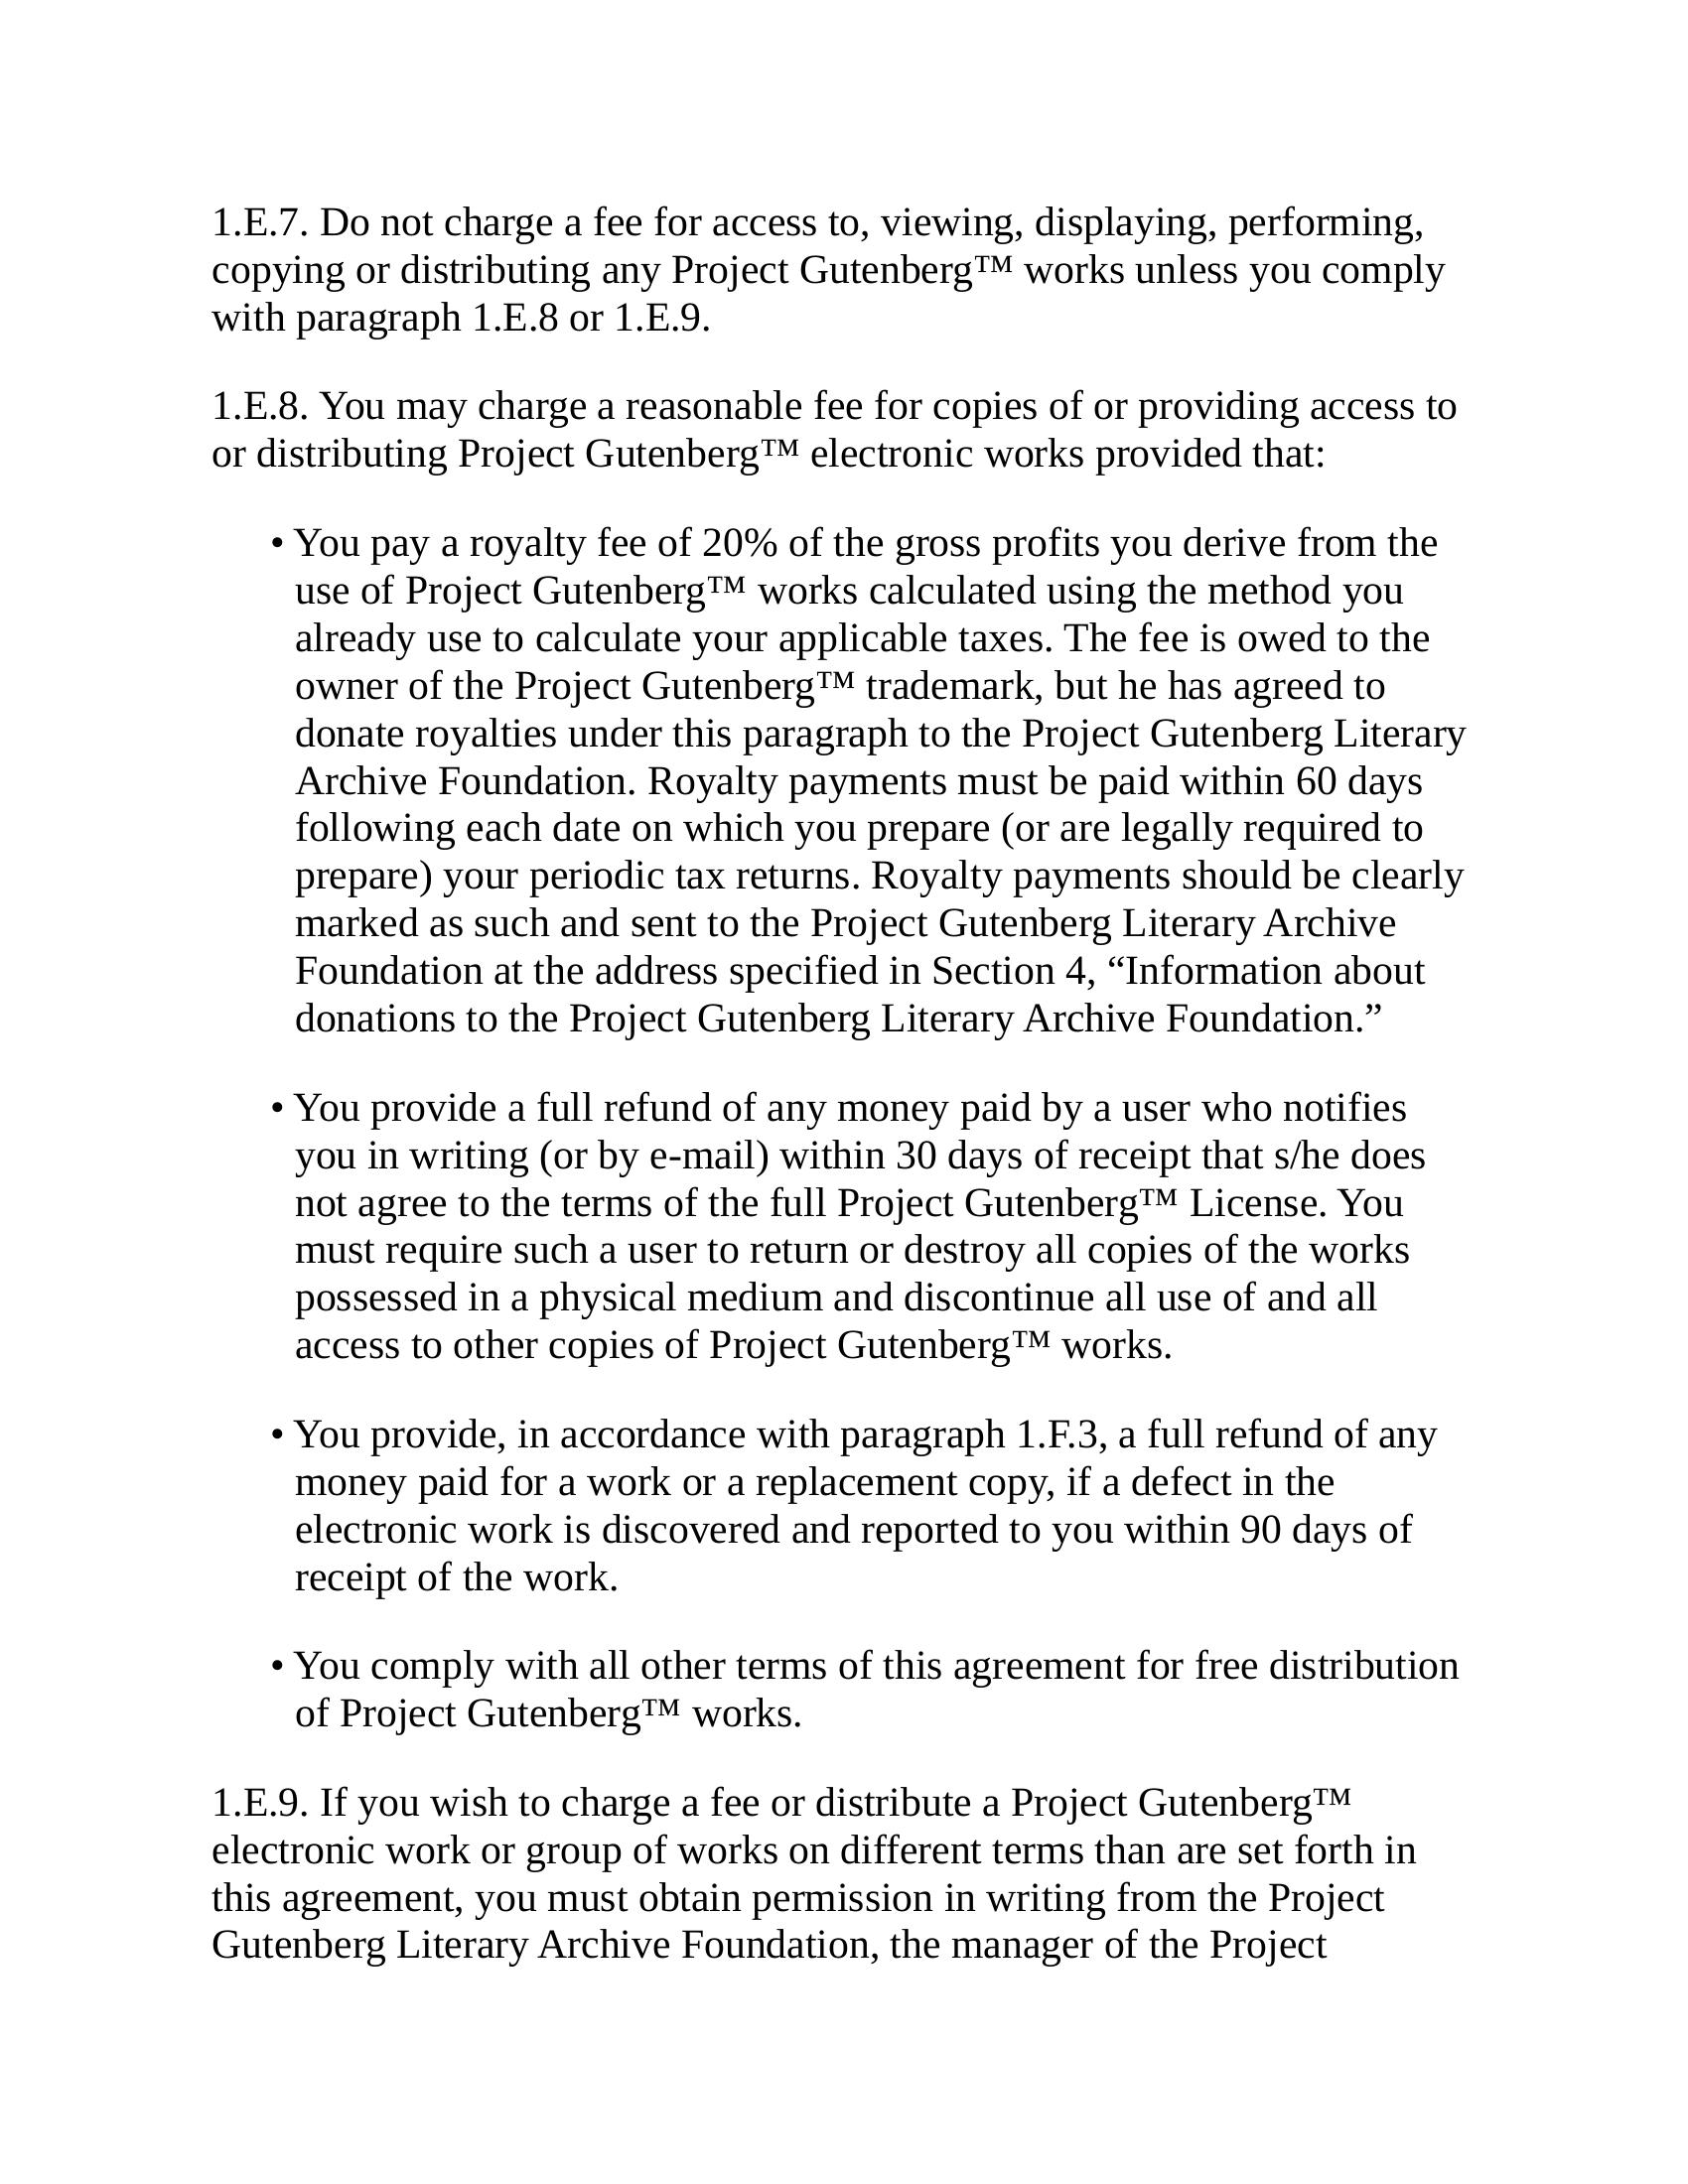 1.E.7. Do not charge a fee for access to, viewing, displaying, performing,
copying or distributing any Project Gutenberg™ works unless you comply
with paragraph 1.E.8 or 1.E.9.
1.E.8. You may charge a reasonable fee for copies of or providing access to
or distributing Project Gutenberg™ electronic works provided that:
• You pay a royalty fee of 20% of the gross profits you derive from the
use of Project Gutenberg™ works calculated using the method you
already use to calculate your applicable taxes. The fee is owed to the
owner of the Project Gutenberg™ trademark, but he has agreed to
donate royalties under this paragraph to the Project Gutenberg Literary
Archive Foundation. Royalty payments must be paid within 60 days
following each date on which you prepare (or are legally required to
prepare) your periodic tax returns. Royalty payments should be clearly
marked as such and sent to the Project Gutenberg Literary Archive
Foundation at the address specified in Section 4, “Information about
donations to the Project Gutenberg Literary Archive Foundation.”
• You provide a full refund of any money paid by a user who notifies
you in writing (or by e-mail) within 30 days of receipt that s/he does
not agree to the terms of the full Project Gutenberg™ License. You
must require such a user to return or destroy all copies of the works
possessed in a physical medium and discontinue all use of and all
access to other copies of Project Gutenberg™ works.
• You provide, in accordance with paragraph 1.F.3, a full refund of any
money paid for a work or a replacement copy, if a defect in the
electronic work is discovered and reported to you within 90 days of
receipt of the work.
• You comply with all other terms of this agreement for free distribution
of Project Gutenberg™ works.
1.E.9. If you wish to charge a fee or distribute a Project Gutenberg™
electronic work or group of works on different terms than are set forth in
this agreement, you must obtain permission in writing from the Project
Gutenberg Literary Archive Foundation, the manager of the Project